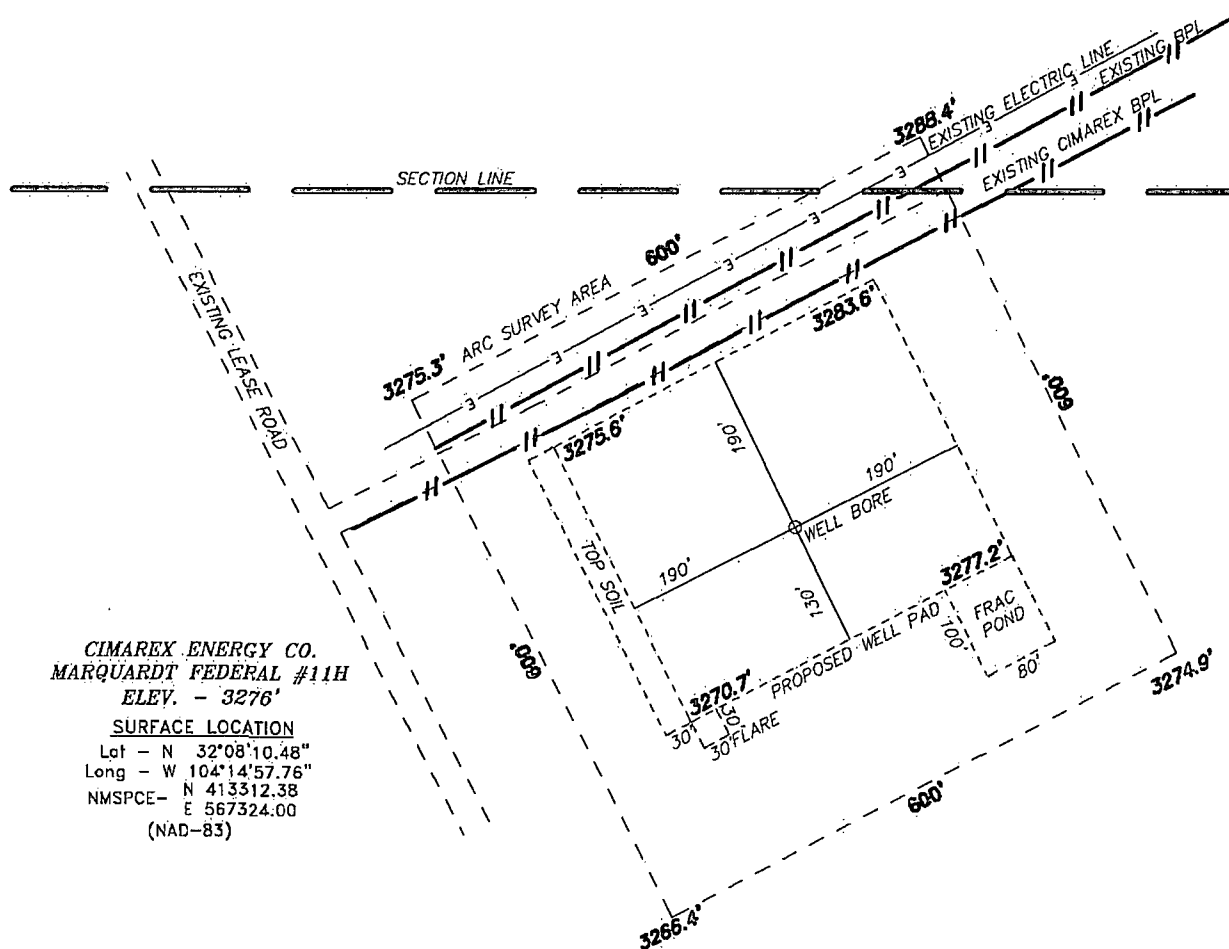 EXISTING ELECTRIC LINE
EXISTING BPL
EXISTING CIMAREX BPL
3288.4'
SECTION LINE
600'
ARC SURVEY AREA
3275.3'
EXISTING LEASE ROAD
3283.6'
3275.6'
600'
190'
190'
WELL BORE
190'
130'
TOP SOIL
3277.2'
FRAC
POND
100'
80'
PROPOSED WELL PAD
600'
3270.7'
30'
30'
30'
FLARE
3274.9'
600'
3266.4'
CIMAREX ENERGY CO.
MARQUARDT FEDERAL #11H
ELEV. - 3276'
SURFACE LOCATION
Lat - N 32°08'10.48"
Long - W 104°14'57.76"
NMSPCE- N 413312.38
E 567324.00
(NAD-83)